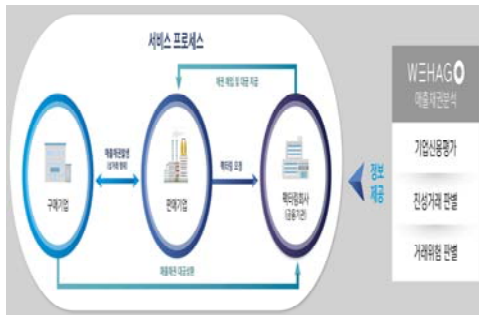 서비스 프로세스
채권 매입 및 대금 지급
매출채권발생
(상거래 행위)
팩터링 요청
구매기업
판매기업
팩터링회사
(금융기관)
매출채권 대금상환
정보
제공
WEHAGO
매출채권분석
기업신용평가
진성거래 판별
거래위험 판별